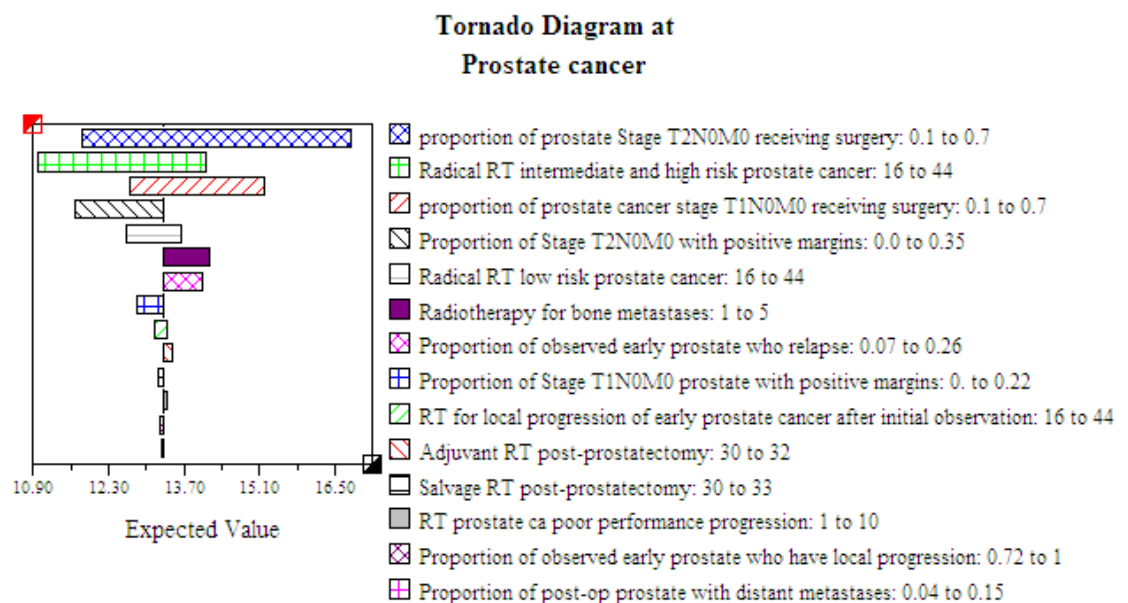 Tornado Diagram at
Prostate cancer
proportion of prostate Stage T2N0M0 receiving surgery: 0.1 to 0.7
Radical RT intermediate and high risk prostate cancer: 16 to 44
proportion of prostate cancer stage T1N0M0 receiving surgery: 0.1 to 0.7
Proportion of Stage T2N0M0 with positive margins: 0.0 to 0.35
Radical RT low risk prostate cancer: 16 to 44
Radiotherapy for bone metastases: 1 to 5
Proportion of observed early prostate who relapse: 0.07 to 0.26
Proportion of Stage T1N0M0 prostate with positive margins: 0. to 0.22
RT for local progression of early prostate cancer after initial observation: 16 to 44
Adjuvant RT post-prostatectomy: 30 to 32
Salvage RT post-prostatectomy: 30 to 33
RT prostate ca poor performance progression: 1 to 10
Proportion of observed early prostate who have local progression: 0.72 to 1
Proportion of post-op prostate with distant metastases: 0.04 to 0.15
10.90 12.30 13.70 15.10 16.50
Expected Value